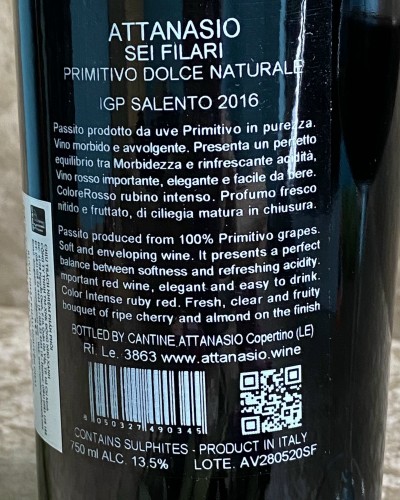 ATTANASIO
SEI FILARI
PRIMITIVO DOLCE NATURALE
IGP SALENTO 2016
Passito prodotto da uve Primitivo in purezza.
Vino morbido e avvolgente. Presenta un perfetto
equilibrio tra Morbidezza e rinfrescante acidità,
Vino rosso importante, elegante e facile da bere.
ColoreRosso rubino intenso. Profumo fresco
nitido e fruttato, di ciliegia matura in chiusura.
Passito produced from 100% Primitivo grapes.
Soft and enveloping wine. It presents a perfect
balance between softness and refreshing acidity.
important red wine, elegant and easy to drink.
Color Intense ruby red. Fresh, clear and fruity
bouquet of ripe cherry and almond on the finish
BOTTLED BY CANTINE ATTANASIO Copertino (LE)
Ri. Le. 3863 www.attanasio.wine
8 050327 490345
CONTAINS SULPHITES - PRODUCT IN ITALY
750 ml ALC. 13.5% LOTE. AV280520SF